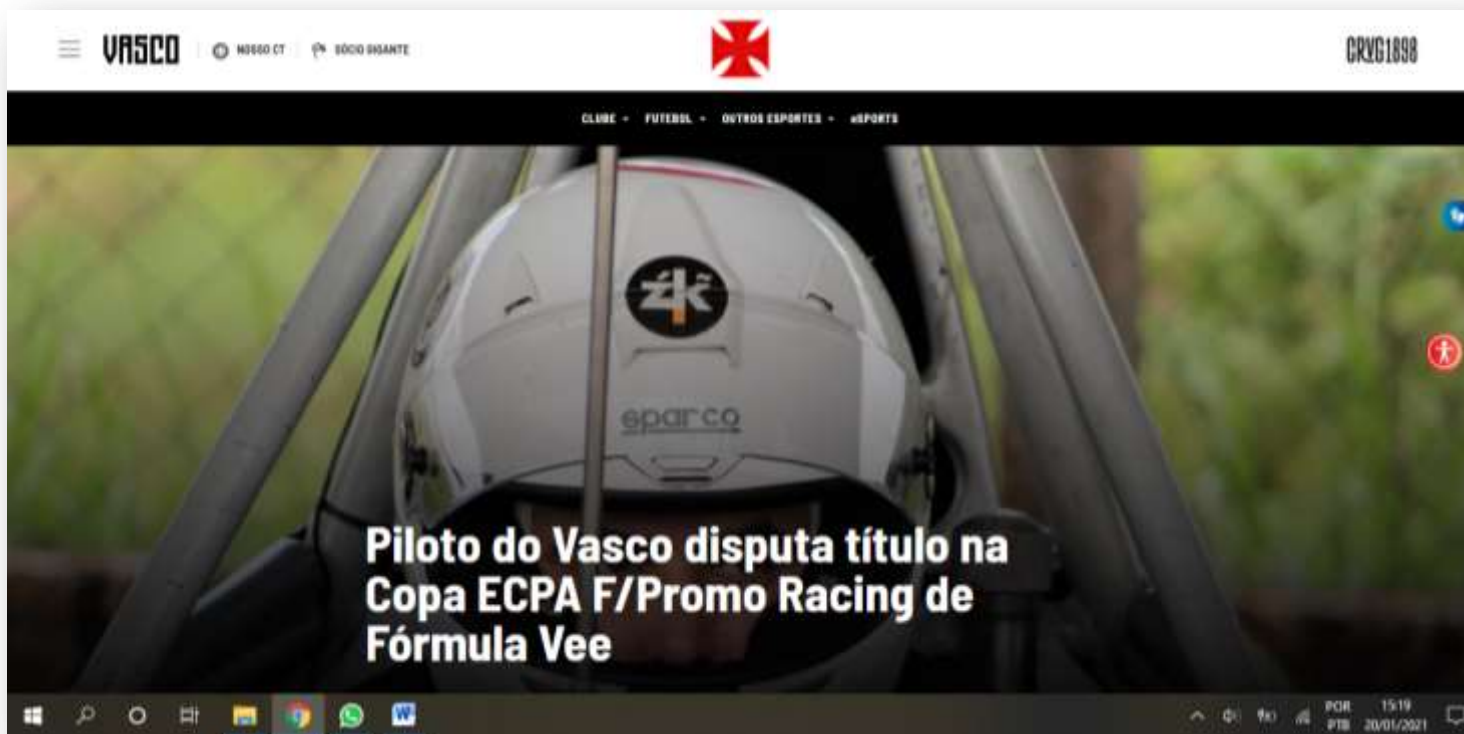 VASCO
NOSSO CT
SÓCIO GIGANTE
CRVG1898
CLUBE
FUTEBOL
OUTROS ESPORTES
eSPORTS
sparco
Piloto do Vasco disputa título na
Copa ECPA F/Promo Racing de
Fórmula Vee
POR
PTB
15:19
20/01/2021